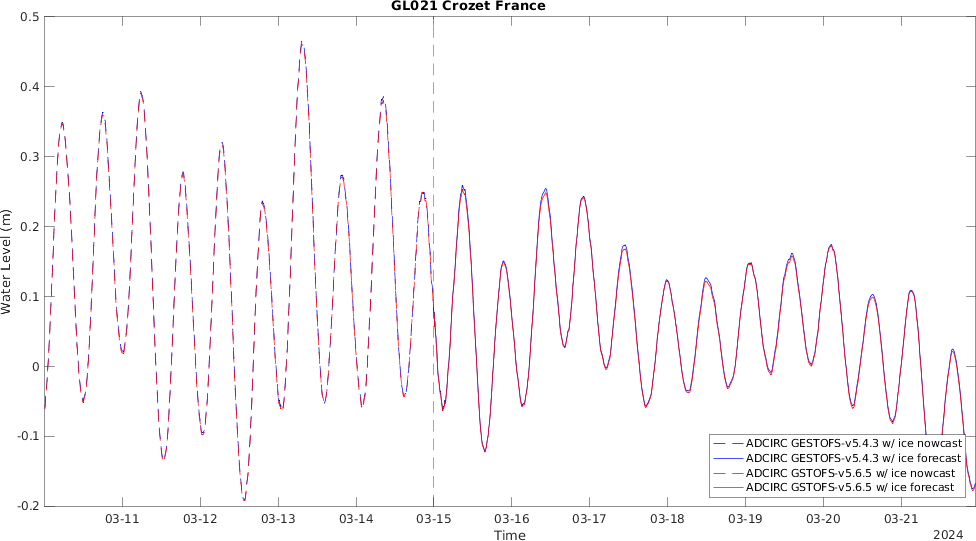 GL021 Crozet France
0.5
0.4
0.3
0.2
0.1
0
-0.1
-0.2
Water Level (m)
ADCIRC GESTOFS-v5.4.3 w/ ice nowcast
ADCIRC GESTOFS-v5.4.3 w/ ice forecast
ADCIRC GSTOFS-v5.6.5 w/ ice nowcast
ADCIRC GSTOFS-v5.6.5 w/ ice forecast
03-11 03-12 03-13 03-14 03-15 03-16 03-17 03-18 03-19 03-20 03-21
Time
2024